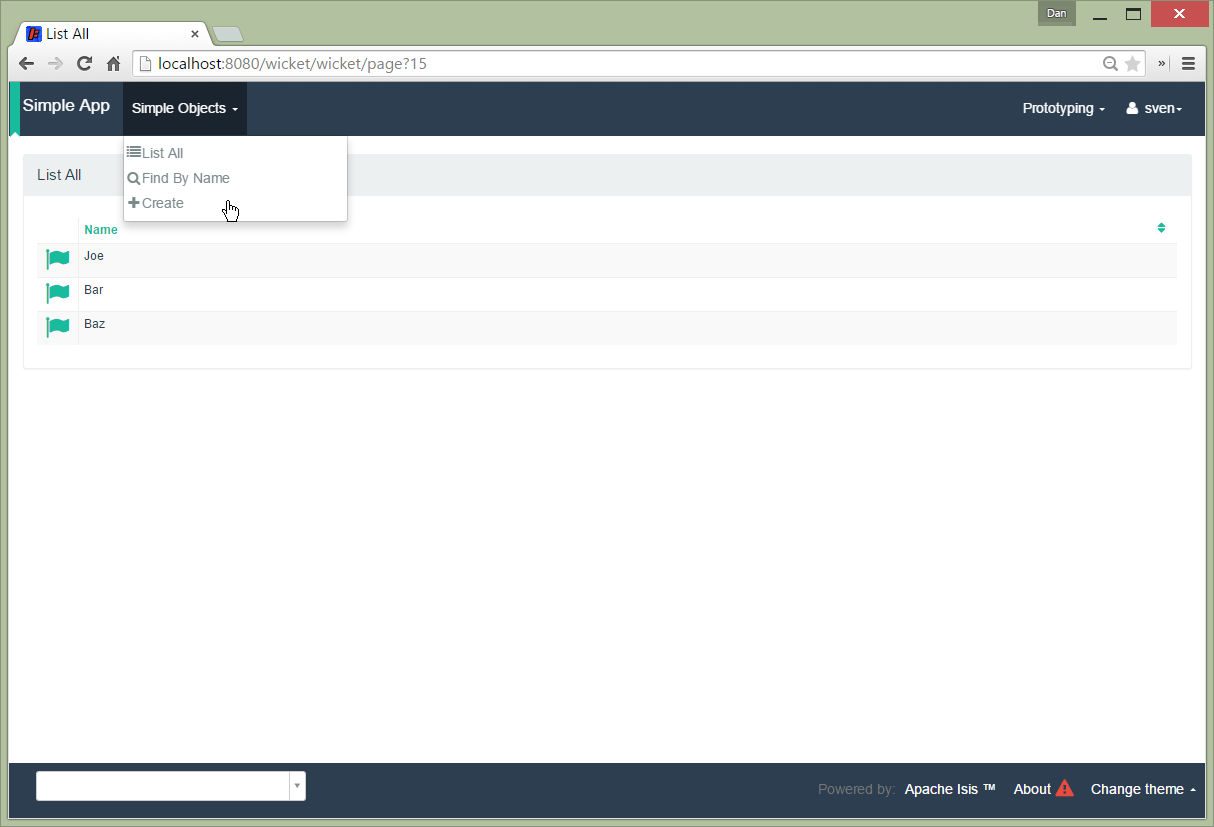 Dan
List All
localhost:8080/wicket/wicket/page?15
»
Simple App Simple Objects Prototyping sven
List All
Find By Name
Create
List All
Name
Joe
Bar
Baz
Powered by: Apache Isis ™ About Change theme